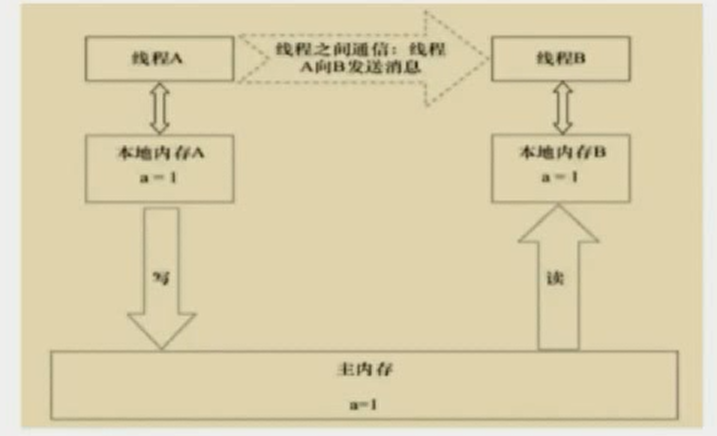 线程A
线程之间通信：线程
A向B发送消息
线程B
本地内存A
a = 1
本地内存B
a = 1
写
读
主内存
a=1